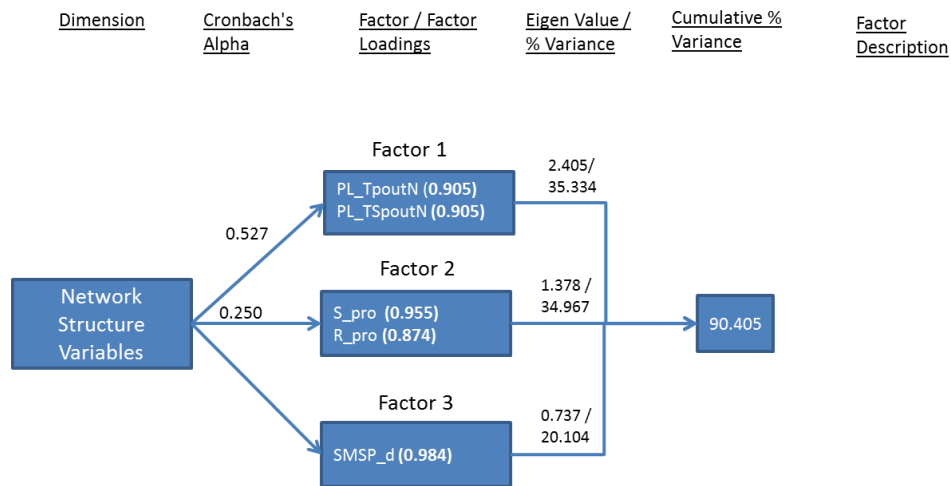 Dimension
Cronbach's
Alpha
Factor / Factor
Loadings
Eigen Value /
% Variance
Cumulative %
Variance
Factor
Description
Factor 1
PL_TpoutN (0.905)
PL_TSpoutN (0.905)
2.405/
35.334
0.527
Network
Structure
Variables
0.250
Factor 2
S_pro (0.955)
R_pro (0.874)
1.378 /
34.967
90.405
Factor 3
SMSP_d (0.984)
0.737 /
20.104